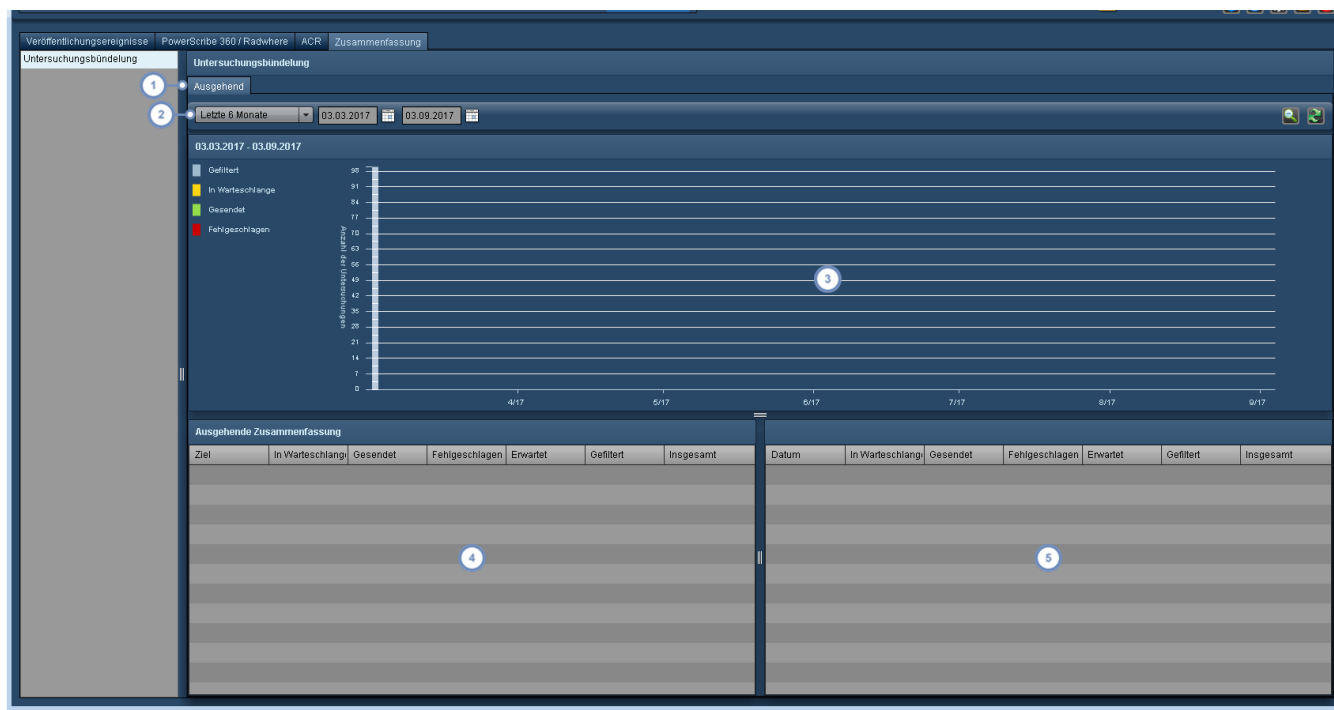 Veröffentlichungsereignisse PowerScribe 360 / Radwhere ACR Zusammenfassung
Untersuchungsbündelung
Untersuchungsbündelung
1
Ausgehend
2
Letzte 6 Monate 03.03.2017 03.09.2017
03.03.2017 - 03.09.2017
Gefiltert
In Warteschlange
Gesendet
Fehlgeschlagen
Anzahl der Untersuchungen
98
91
84
77
70
63
56
49
42
35
28
21
14
7
0
3
4/17 5/17 6/17 7/17 8/17 9/17
Ausgehende Zusammenfassung
Ziel In Warteschlang Gesendet Fehlgeschlagen Erwartet Gefiltert Insgesamt
Datum In Warteschlang Gesendet Fehlgeschlagen Erwartet Gefiltert Insgesamt
4
5